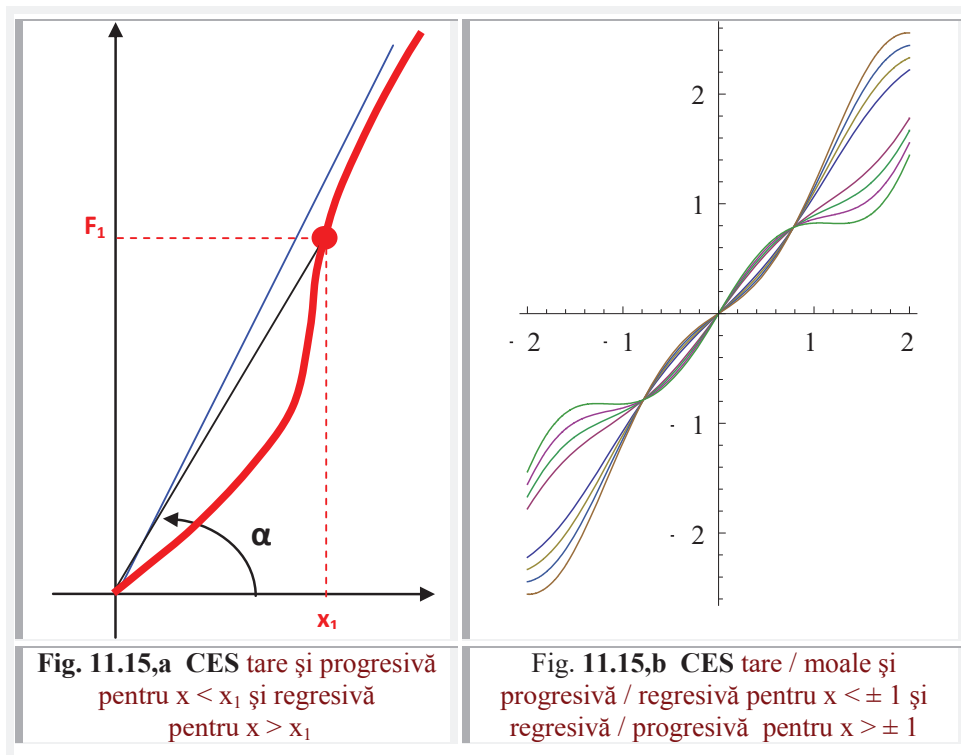 F₁
α
x₁
2
1
- 2
- 1
1
2
- 1
- 2
Fig. 11.15,a CES tare şi progresivă
pentru x < x₁ şi regresivă
pentru x > x₁
Fig. 11.15,b CES tare / moale şi
progresivă / regresivă pentru x < ± 1 şi
regresivă / progresivă pentru x > ± 1